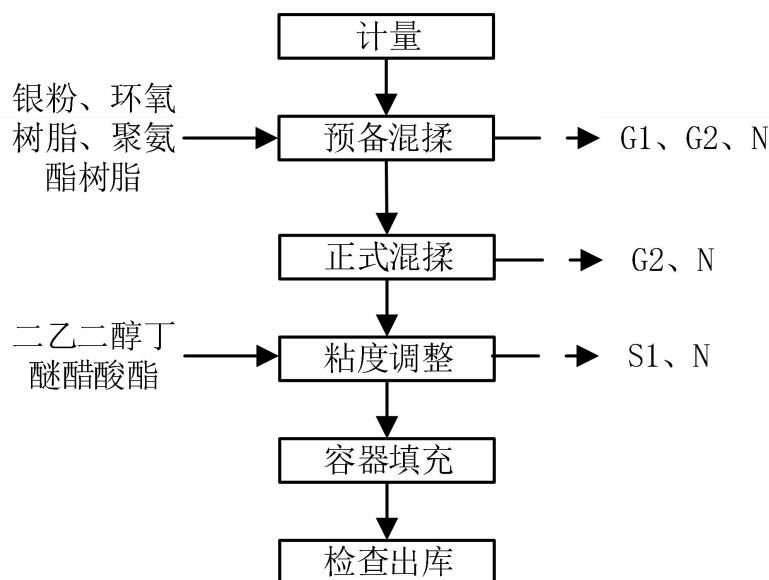 计量
银粉、环氧
树脂、聚氨
酯树脂
预备混揉
G1、G2、N
正式混揉
G2、N
二乙二醇丁
醚醋酸酯
粘度调整
S1、N
容器填充
检查出库